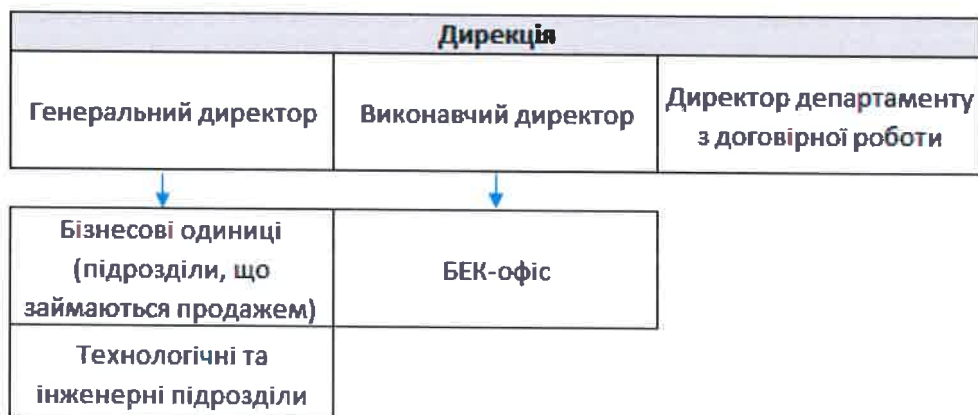 Дирекція
Генеральний директор
Виконавчий директор
Директор департаменту
з договірної роботи
Бізнесові одиниці
(підрозділи, що
займаються продажем)
БЕК-офіс
Технологічні та
інженерні підрозділи